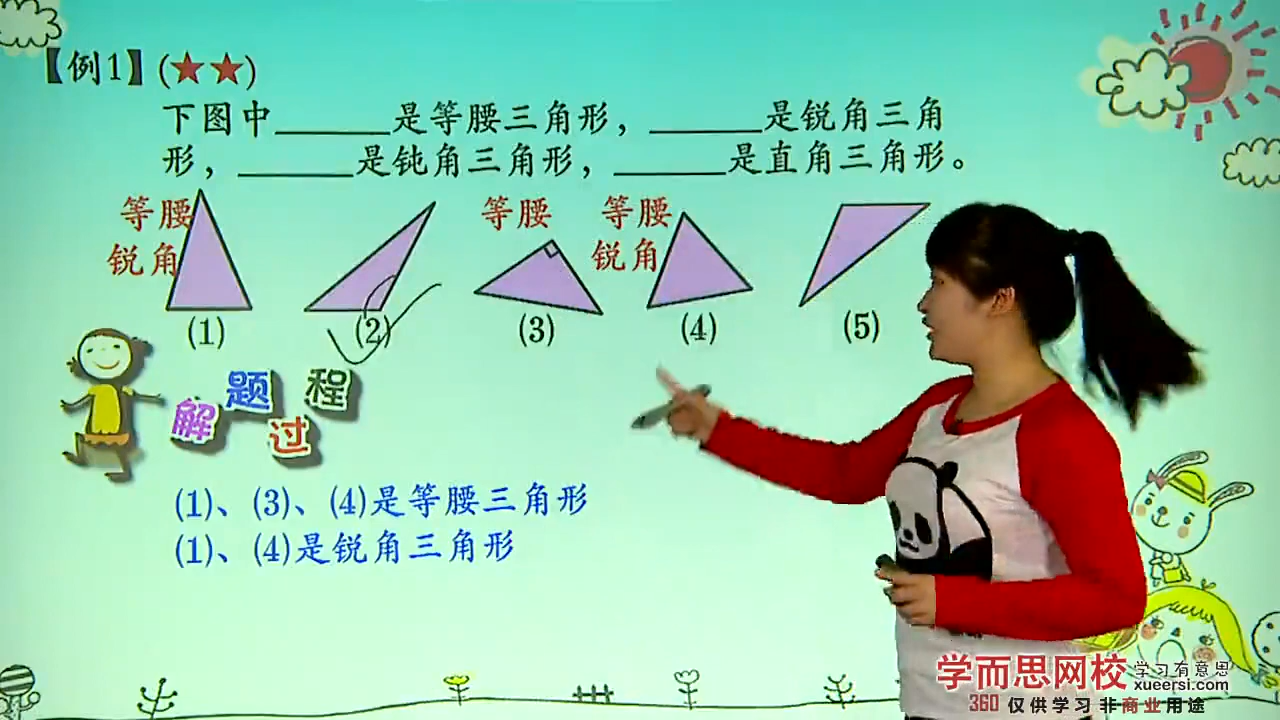 【例1】(★★)
下图中______是等腰三角形，______是锐角三角
形，______是钝角三角形，______是直角三角形。
等腰
锐角
等腰
等腰
锐角
(1)
(2)
(3)
(4)
(5)
解题过程
(1)、(3)、(4)是等腰三角形
(1)、(4)是锐角三角形
学而思网校 学习有意思
xueersi.com
360 仅供学习 非商业用途